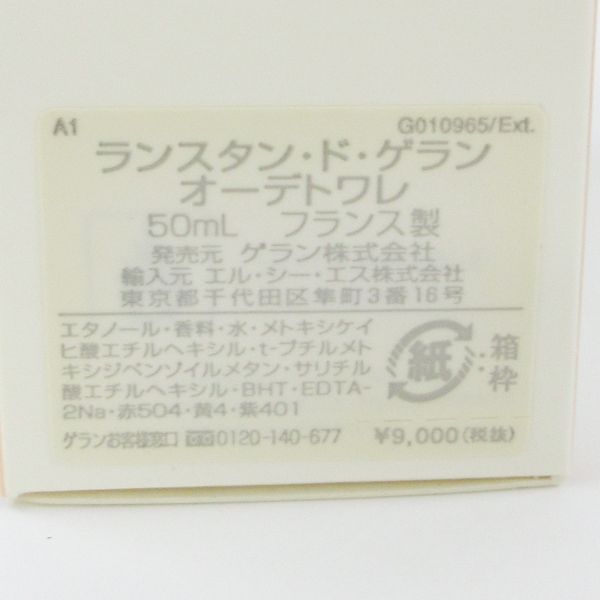 A1 G010965/Ext.
ランスタン・ド・ゲラン
オーデトワレ
50mL フランス製
発売元 ゲラン株式会社
輸入元 エル・シー・エス株式会社
東京都千代田区隼町3番16号
エタノール・香料・水・メトキシケイ
ヒ酸エチルヘキシル・t-ブチルメト
キシジベンゾイルメタン・サリチル
酸エチルヘキシル・BHT・EDTA-
2Na・赤504・黄4・紫401
紙 :箱
枠
ゲランお客様窓口 0120-140-677 ¥9,000(税抜)